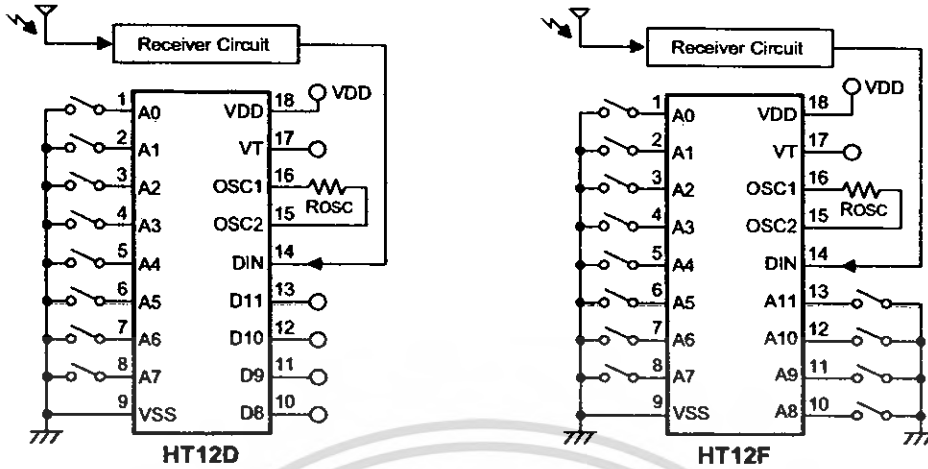 Receiver Circuit
VDD
1 A0 VDD 18
2 A1 VT 17
3 A2 OSC1 16
ROSC
4 A3 OSC2 15
5 A4 DIN 14
6 A5 D11 13
7 A6 D10 12
8 A7 D9 11
9 VSS D8 10
HT12D
Receiver Circuit
VDD
1 A0 VDD 18
2 A1 VT 17
3 A2 OSC1 16
ROSC
4 A3 OSC2 15
5 A4 DIN 14
6 A5 A11 13
7 A6 A10 12
8 A7 A9 11
9 VSS A8 10
HT12F